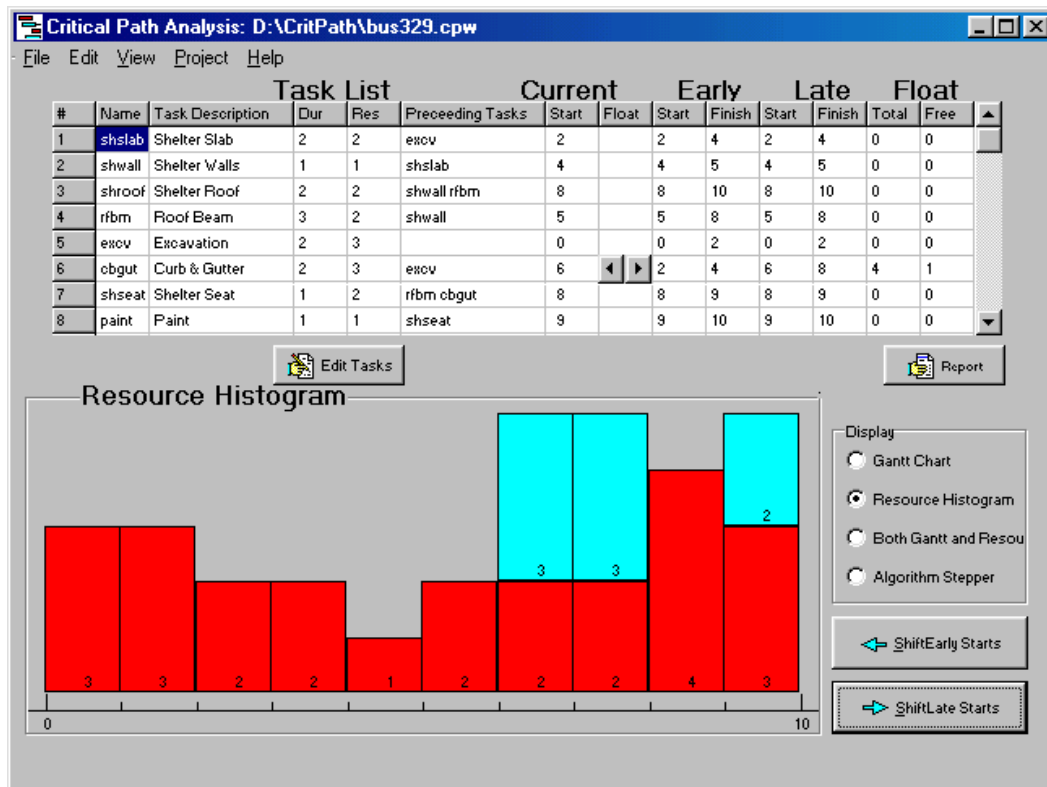 Critical Path Analysis: D:\CritPath\bus329.cpw
File Edit View Project Help
Task List Current Early Late Float
# Name Task Description Dur Res Preceeding Tasks Start Float Start Finish Start Finish Total Free
1 shslab Shelter Slab 2 2 excv 2 2 4 2 4 0 0
2 shwall Shelter Walls 1 1 shslab 4 4 5 4 5 0 0
3 shroof Shelter Roof 2 2 shwall rfbm 8 8 10 8 10 0 0
4 rfbm Roof Beam 3 2 shwall 5 5 8 5 8 0 0
5 excv Excavation 2 3 0 0 2 0 2 0 0
6 cbgut Curb & Gutter 2 3 excv 6 2 4 6 8 4 1
7 shseat Shelter Seat 1 2 rfbm cbgut 8 8 9 8 9 0 0
8 paint Paint 1 1 shseat 9 9 10 9 10 0 0
Edit Tasks
Report
Resource Histogram
3 3 2
3 3 2 2 1 2 2 2 4 3
0 10
Display
Gantt Chart
Resource Histogram
Both Gantt and Resou
Algorithm Stepper
ShiftEarly Starts
ShiftLate Starts